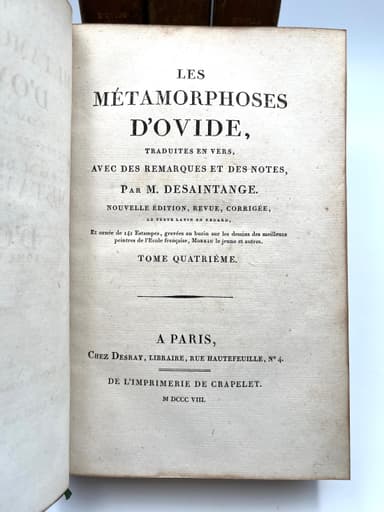 LES
MÉTAMORPHOSES
D'OVIDE,
TRADUITES EN VERS,
AVEC DES REMARQUES ET DES NOTES,
PAR M. DESAINTANGE.
NOUVELLE ÉDITION, REVUE, CORRIGÉE,
LE TEXTE LATIN EN REGARD,
Et ornée de 141 Estampes, gravées au burin sur les dessins des meilleurs
peintres de l'École française, MOREAU le jeune et autres.
TOME QUATRIÉME.
A PARIS,
CHEZ DESRAY, LIBRAIRE, RUE HAUTEFEUILLE, Nº 4.
DE L'IMPRIMERIE DE CRAPELET.
M DCCC VIII.